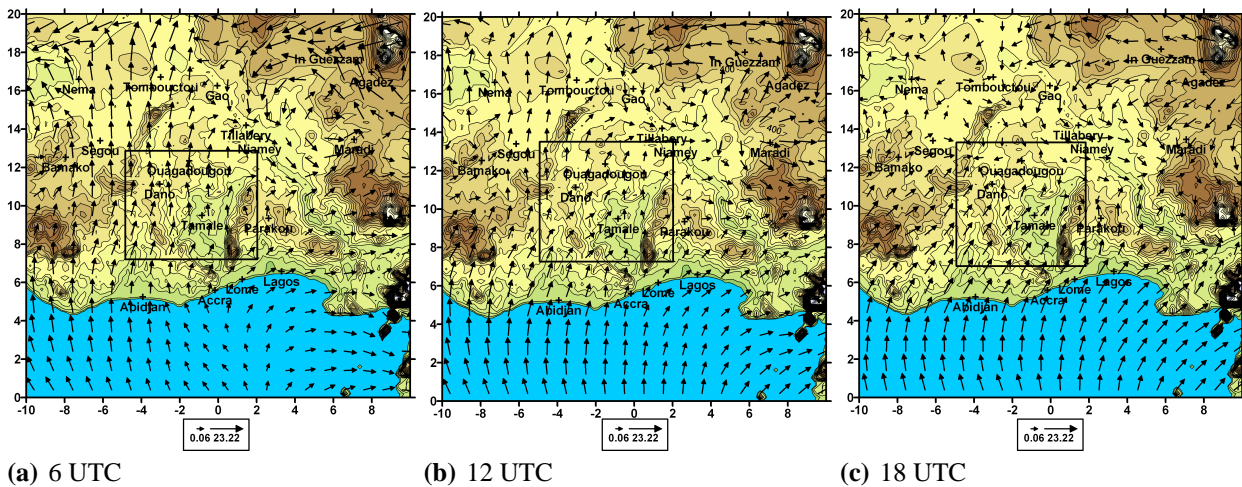 20
18
16
14
12
10
8
6
4
2
0
-10 -8 -6 -4 -2 0 2 4 6 8
In Guezzam
Agadez
Nema
Tombouctou
Gao
Tillabery
Niamey
Maradi
Segou
Bamako
Ouagadougou
Dano
Tamale
Parakou
Lagos
Lome
Accra
Abidjan
0.06 23.22
(a) 6 UTC
20
18
16
14
12
10
8
6
4
2
0
-10 -8 -6 -4 -2 0 2 4 6 8
In Guezzam
400
Agadez
Nema
Tombouctou
Gao
400
Tillabery
Niamey
Maradi
Segou
Bamako
Ouagadougou
Dano
Tamale
Parakou
Lagos
Lome
Accra
Abidjan
0.06 23.22
(b) 12 UTC
20
18
16
14
12
10
8
6
4
2
0
-10 -8 -6 -4 -2 0 2 4 6 8
In Guezzam
Agadez
Nema
Tombouctou
Gao
Tillabery
Niamey
Maradi
Segou
Bamako
Ouagadougou
Dano
Tamale
Parakou
Lagos
Lome
Accra
Abidjan
0.06 23.22
(c) 18 UTC